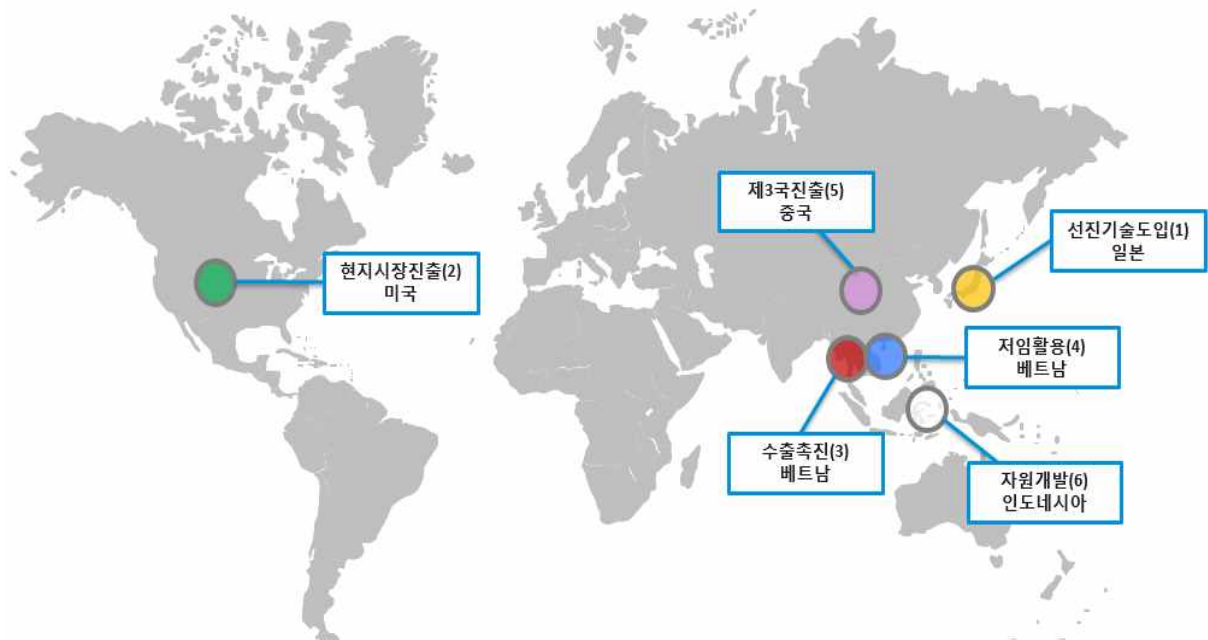 제3국진출(5)
중국
선진기술도입(1)
일본
현지시장진출(2)
미국
저임활용(4)
베트남
수출촉진(3)
베트남
자원개발(6)
인도네시아